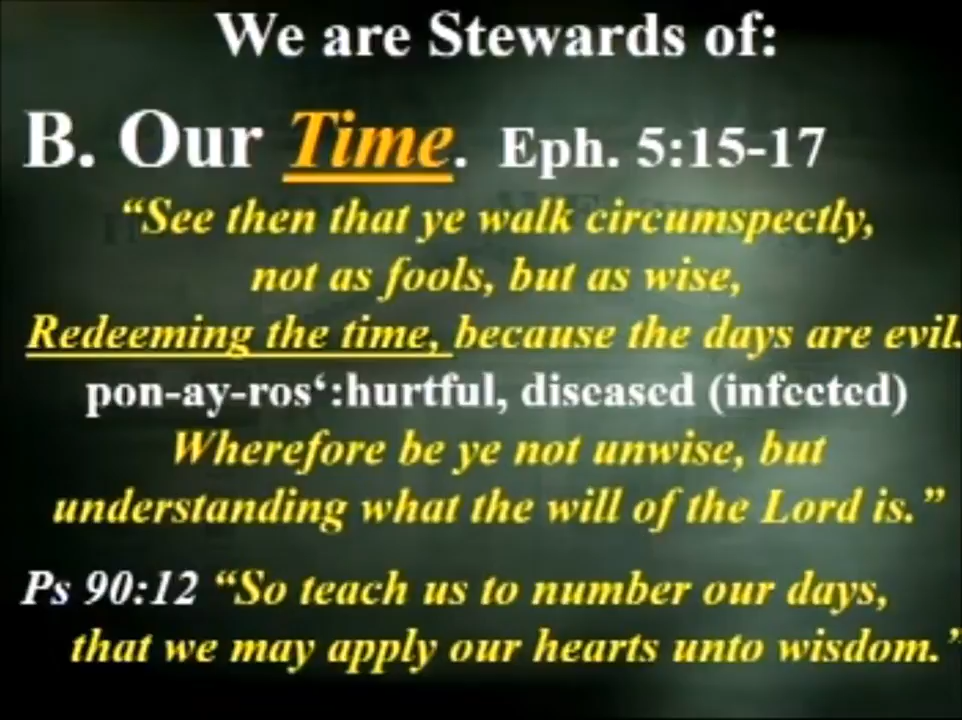 We are Stewards of:
B. Our Time. Eph. 5:15-17
“See then that ye walk circumspectly,
not as fools, but as wise,
Redeeming the time, because the days are evil.
pon-ay-ros‘:hurtful, diseased (infected)
Wherefore be ye not unwise, but
understanding what the will of the Lord is.”
Ps 90:12 “So teach us to number our days,
that we may apply our hearts unto wisdom.”